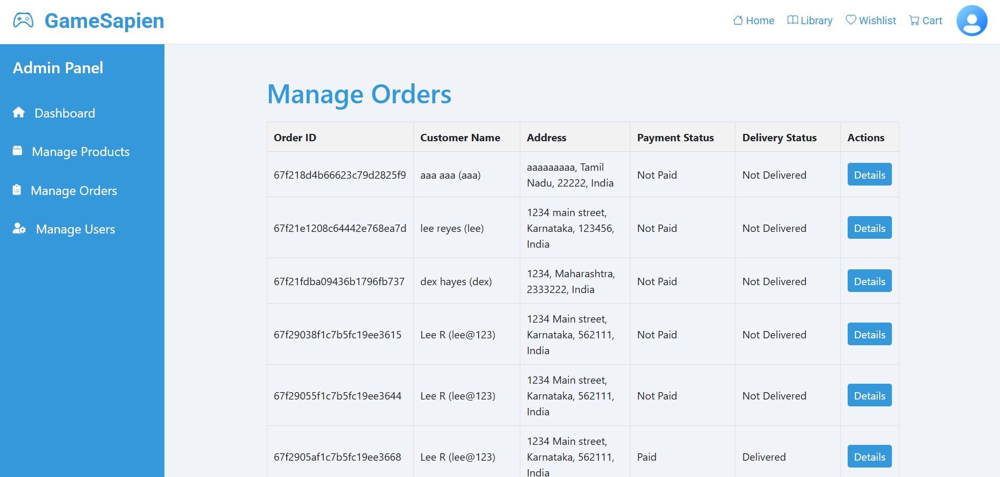 GameSapien
Home Library Wishlist Cart
Admin Panel
Dashboard
Manage Products
Manage Orders
Manage Users
Manage Orders
Order ID Customer Name Address Payment Status Delivery Status Actions
67f218d4b66623c79d2825f9 aaa aaa (aaa) aaaaaaaaa, Tamil
Nadu, 22222, India Not Paid Not Delivered Details
67f21e1208c64442e768ea7d lee reyes (lee) 1234 main street,
Karnataka, 123456,
India Not Paid Not Delivered Details
67f21fdba09436b1796fb737 dex hayes (dex) 1234, Maharashtra,
2333222, India Not Paid Not Delivered Details
67f29038f1c7b5fc19ee3615 Lee R (lee@123) 1234 Main street,
Karnataka, 562111,
India Not Paid Not Delivered Details
67f29055f1c7b5fc19ee3644 Lee R (lee@123) 1234 Main street,
Karnataka, 562111,
India Not Paid Not Delivered Details
67f2905af1c7b5fc19ee3668 Lee R (lee@123) 1234 Main street,
Karnataka, 562111,
India Paid Delivered Details